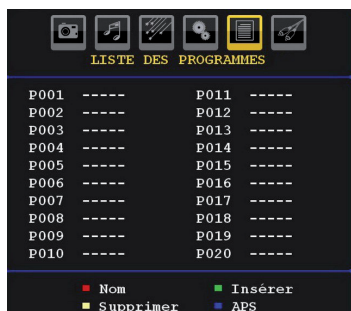 LISTE DES PROGRAMMES
P001 ----- P011 -----
P002 ----- P012 -----
P003 ----- P013 -----
P004 ----- P014 -----
P005 ----- P015 -----
P006 ----- P016 -----
P007 ----- P017 -----
P008 ----- P018 -----
P009 ----- P019 -----
P010 ----- P020 -----
Nom Insérer
Supprimer APS